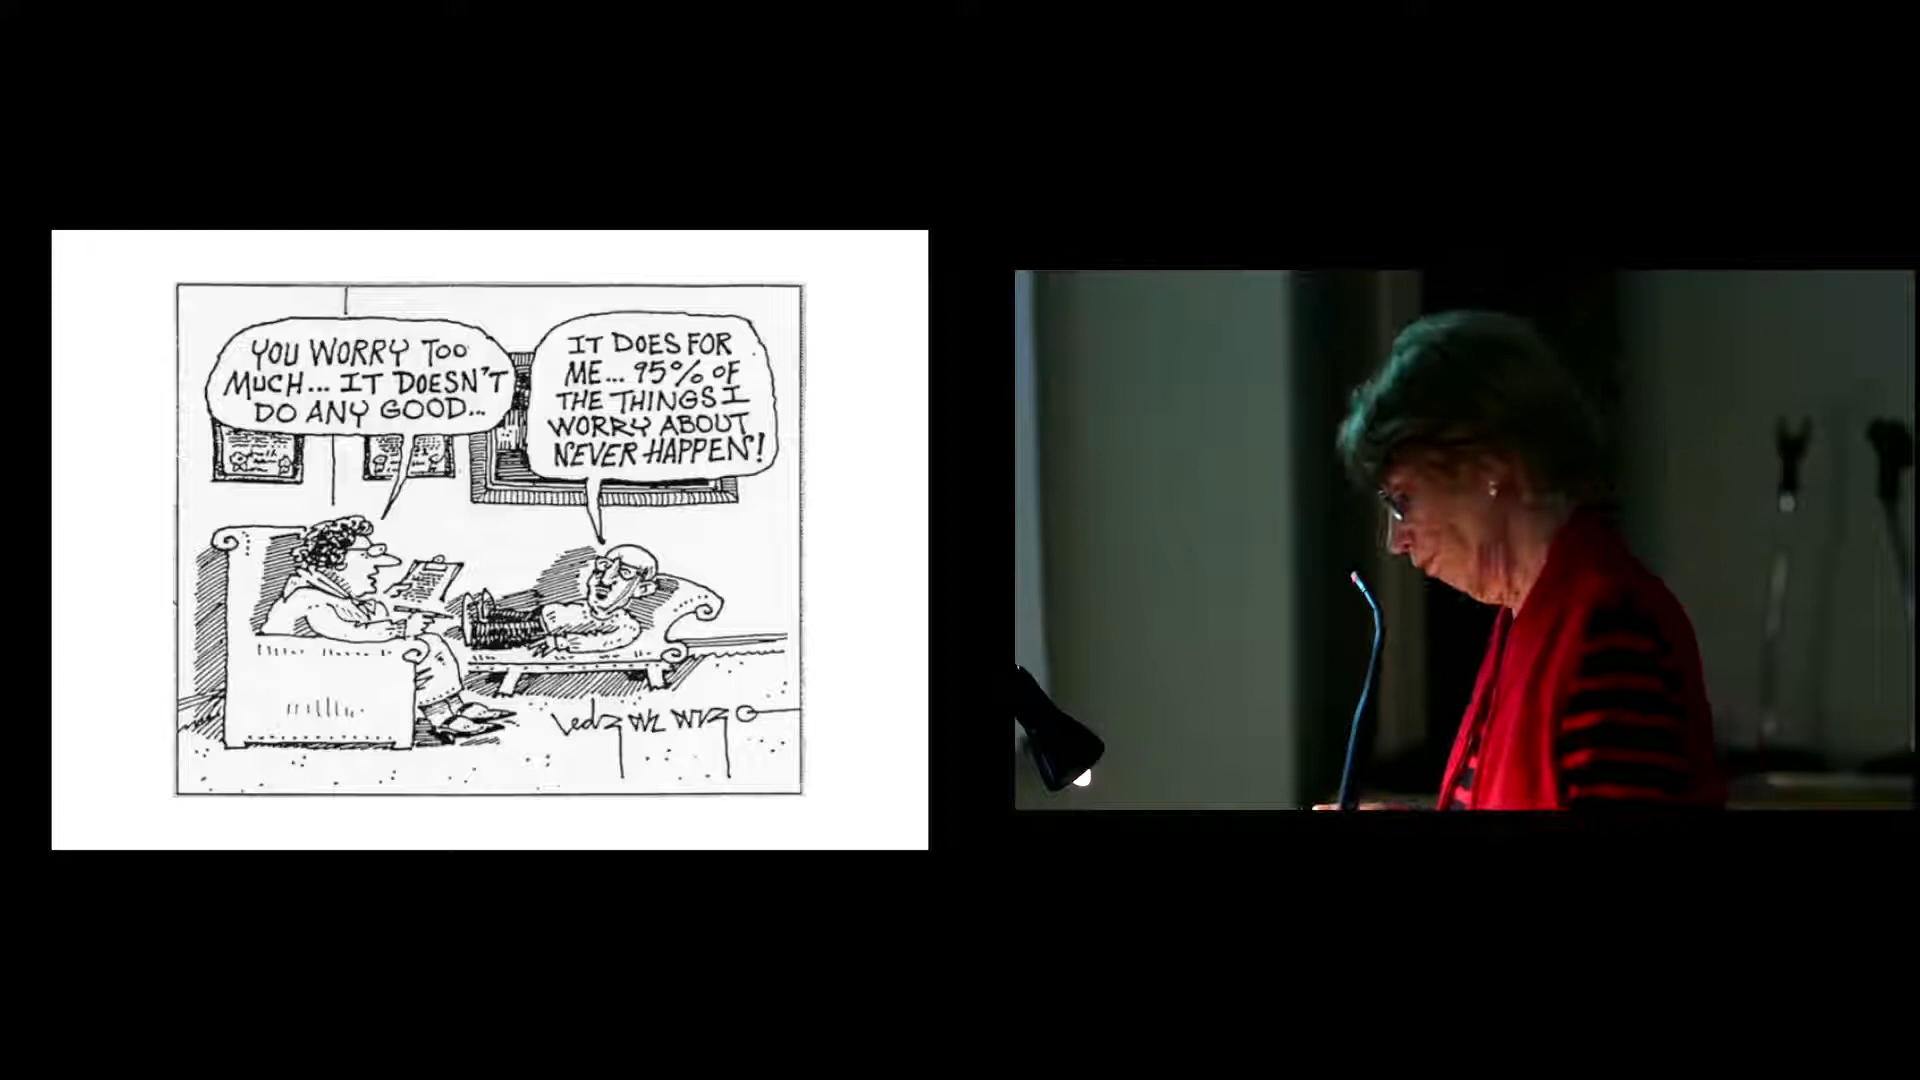 YOU WORRY TOO
MUCH... IT DOESN'T
DO ANY GOOD...
IT DOES FOR
ME... 95% OF
THE THINGS I
WORRY ABOUT
NEVER HAPPEN!